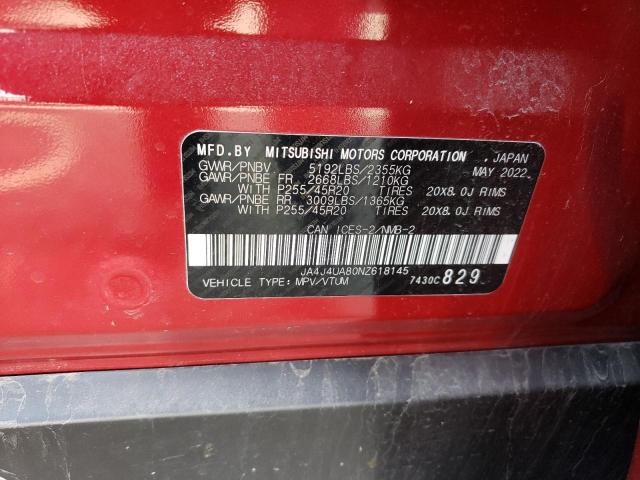 MFD.BY MITSUBISHI MOTORS CORPORATION , JAPAN
GVWR/PNBV 5192LBS/2355KG MAY 2022
GAWR/PNBE FR 2668LBS/1210KG
WITH P255/45R20 TIRES 20X8.0J RIMS
GAWR/PNBE RR 3009LBS/1365KG
WITH P255/45R20 TIRES 20X8.0J RIMS
CAN ICES-2/NMB-2
JA4J4UA80NZ618145
VEHICLE TYPE:MPV/VTUM 7430C 829